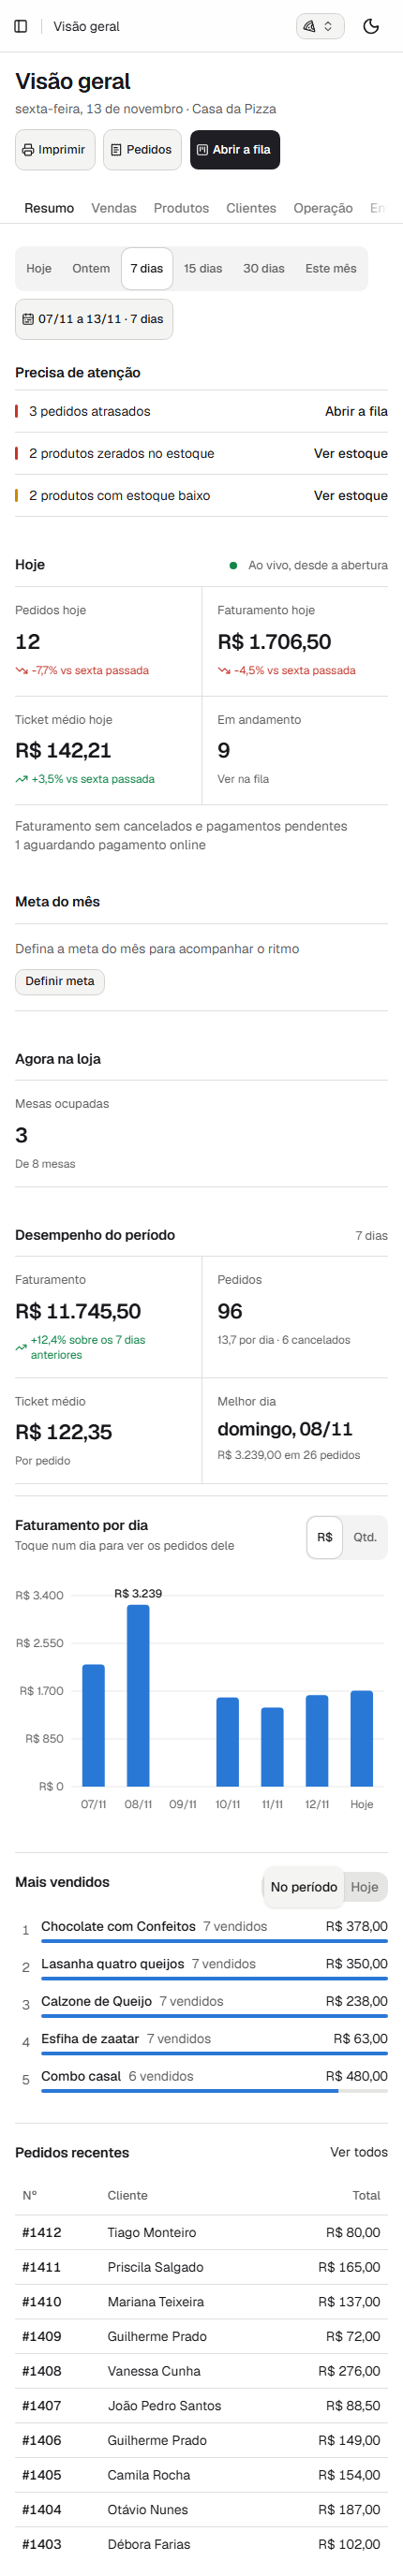 Visão geral
Visão geral
sexta-feira, 13 de novembro · Casa da Pizza
Imprimir Pedidos Abrir a fila
Resumo Vendas Produtos Clientes Operação En
Hoje Ontem 7 dias 15 dias 30 dias Este mês
07/11 a 13/11 · 7 dias
Precisa de atenção
3 pedidos atrasados Abrir a fila
2 produtos zerados no estoque Ver estoque
2 produtos com estoque baixo Ver estoque
Hoje Ao vivo, desde a abertura
Pedidos hoje Faturamento hoje
12 R$ 1.706,50
-7,7% vs sexta passada -4,5% vs sexta passada
Ticket médio hoje Em andamento
R$ 142,21 9
+3,5% vs sexta passada Ver na fila
Faturamento sem cancelados e pagamentos pendentes
1 aguardando pagamento online
Meta do mês
Defina a meta do mês para acompanhar o ritmo
Definir meta
Agora na loja
Mesas ocupadas
3
De 8 mesas
Desempenho do período 7 dias
Faturamento Pedidos
R$ 11.745,50 96
+12,4% sobre os 7 dias anteriores 13,7 por dia · 6 cancelados
Ticket médio Melhor dia
R$ 122,35 domingo, 08/11
Por pedido R$ 3.239,00 em 26 pedidos
Faturamento por dia R$ Qtd.
Toque num dia para ver os pedidos dele
R$ 3.400 R$ 3.239
R$ 2.550
R$ 1.700
R$ 850
R$ 0
07/11 08/11 09/11 10/11 11/11 12/11 Hoje
Mais vendidos No período Hoje
1 Chocolate com Confeitos 7 vendidos R$ 378,00
2 Lasanha quatro queijos 7 vendidos R$ 350,00
3 Calzone de Queijo 7 vendidos R$ 238,00
4 Esfiha de zaatar 7 vendidos R$ 63,00
5 Combo casal 6 vendidos R$ 480,00
Pedidos recentes Ver todos
Nº Cliente Total
#1412 Tiago Monteiro R$ 80,00
#1411 Priscila Salgado R$ 165,00
#1410 Mariana Teixeira R$ 137,00
#1409 Guilherme Prado R$ 72,00
#1408 Vanessa Cunha R$ 276,00
#1407 João Pedro Santos R$ 88,50
#1406 Guilherme Prado R$ 149,00
#1405 Camila Rocha R$ 154,00
#1404 Otávio Nunes R$ 187,00
#1403 Débora Farias R$ 102,00